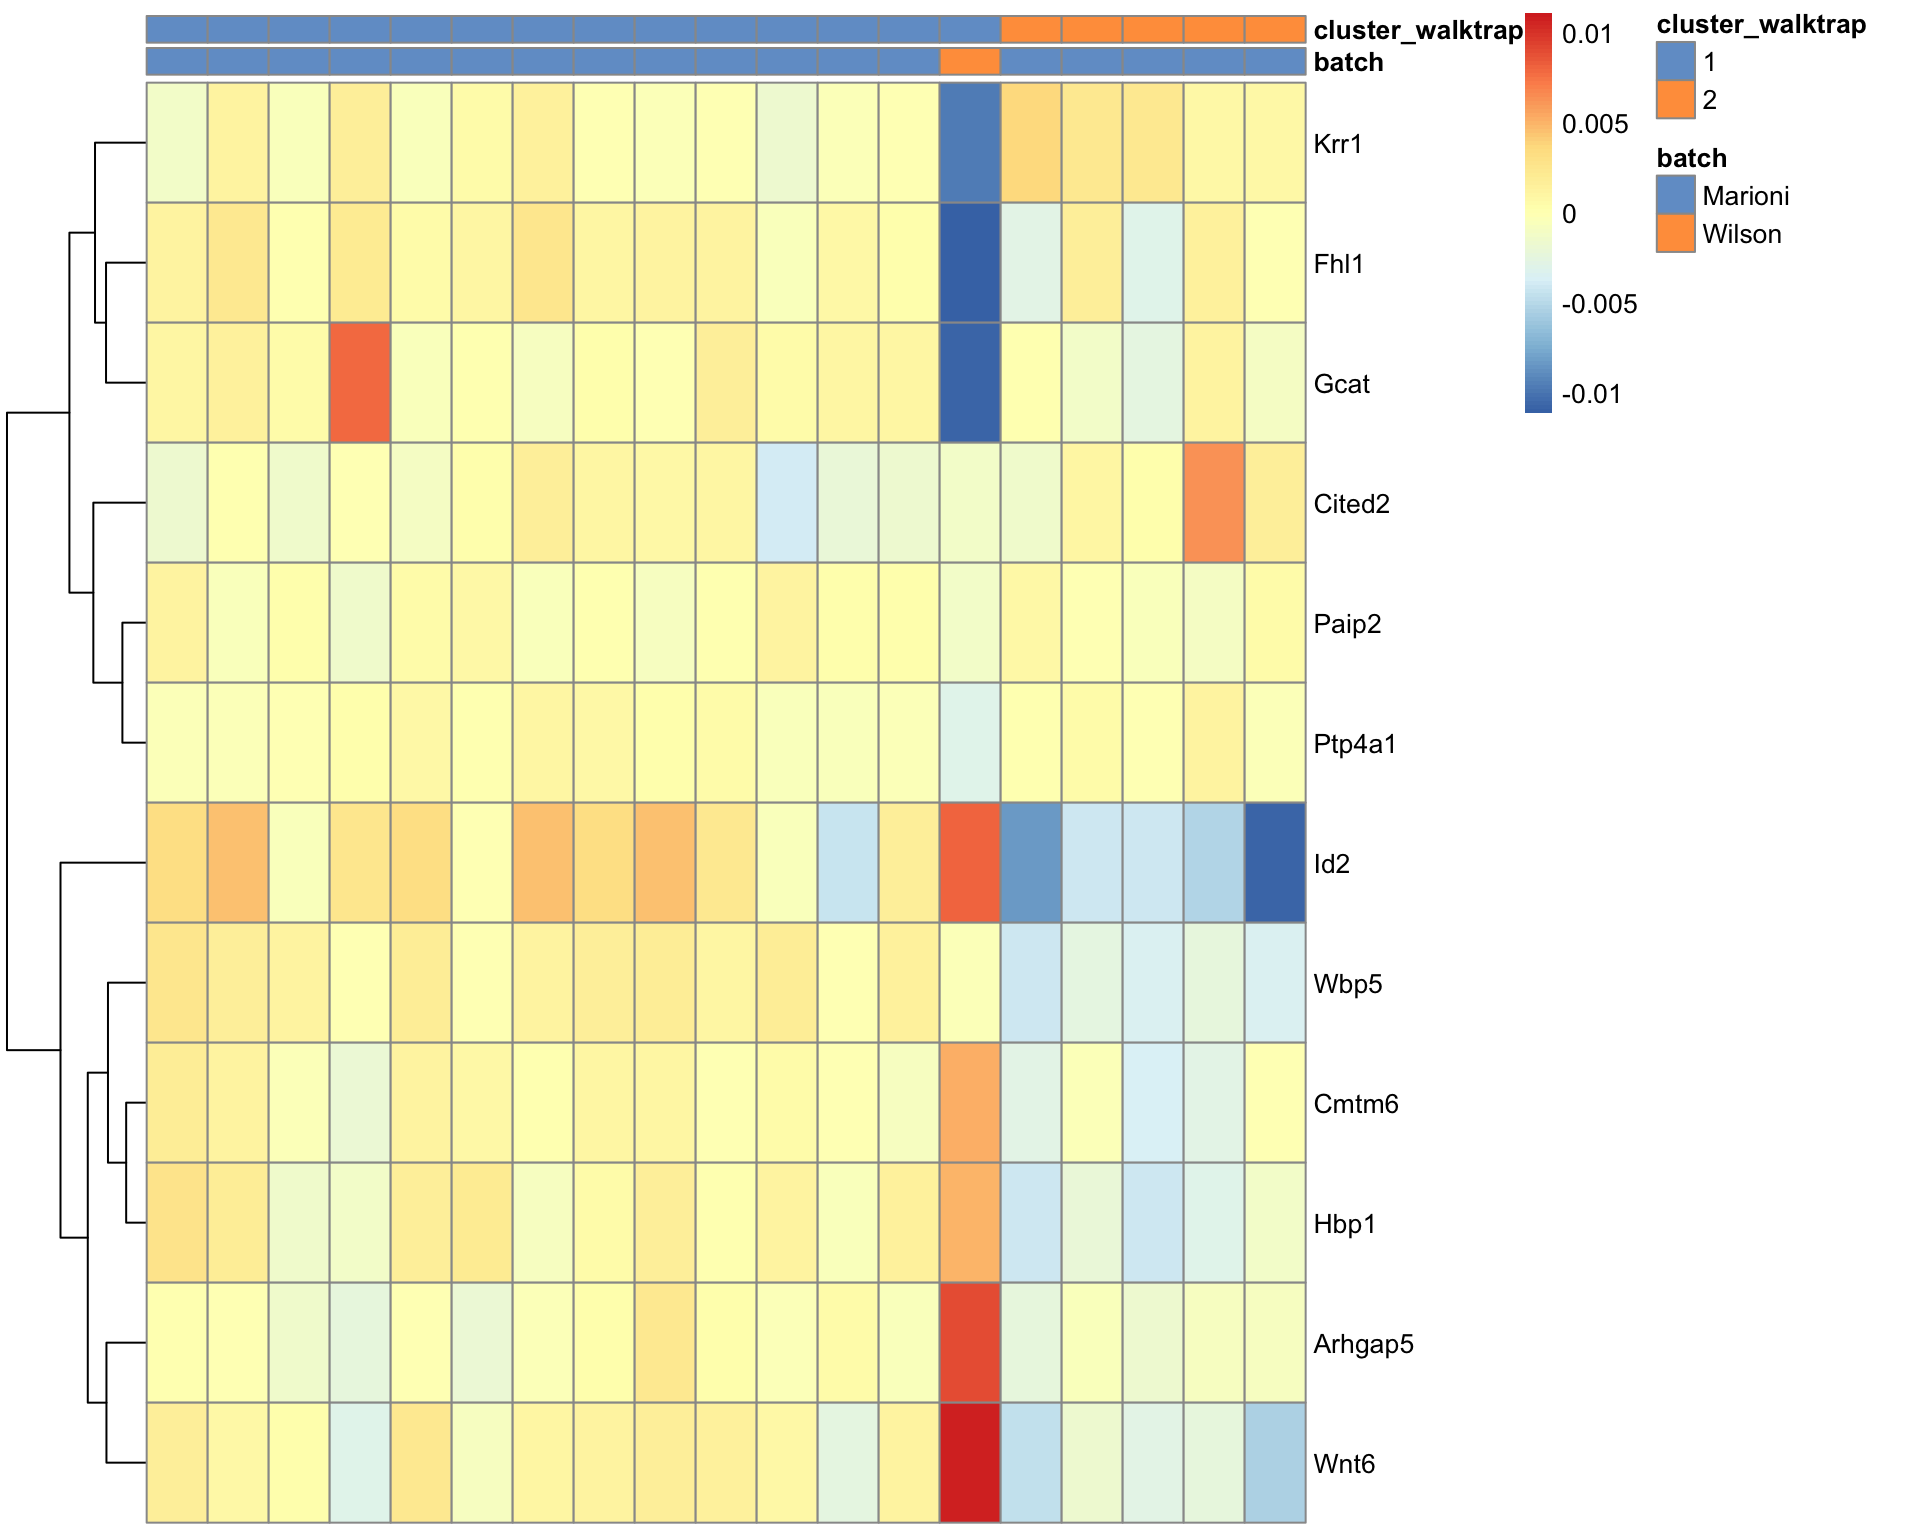 cluster_walktrap
batch
Krr1
Fhl1
Gcat
Cited2
Paip2
Ptp4a1
Id2
Wbp5
Cmtm6
Hbp1
Arhgap5
Wnt6
0.01
0.005
0
-0.005
-0.01
cluster_walktrap
1
2
batch
Marioni
Wilson